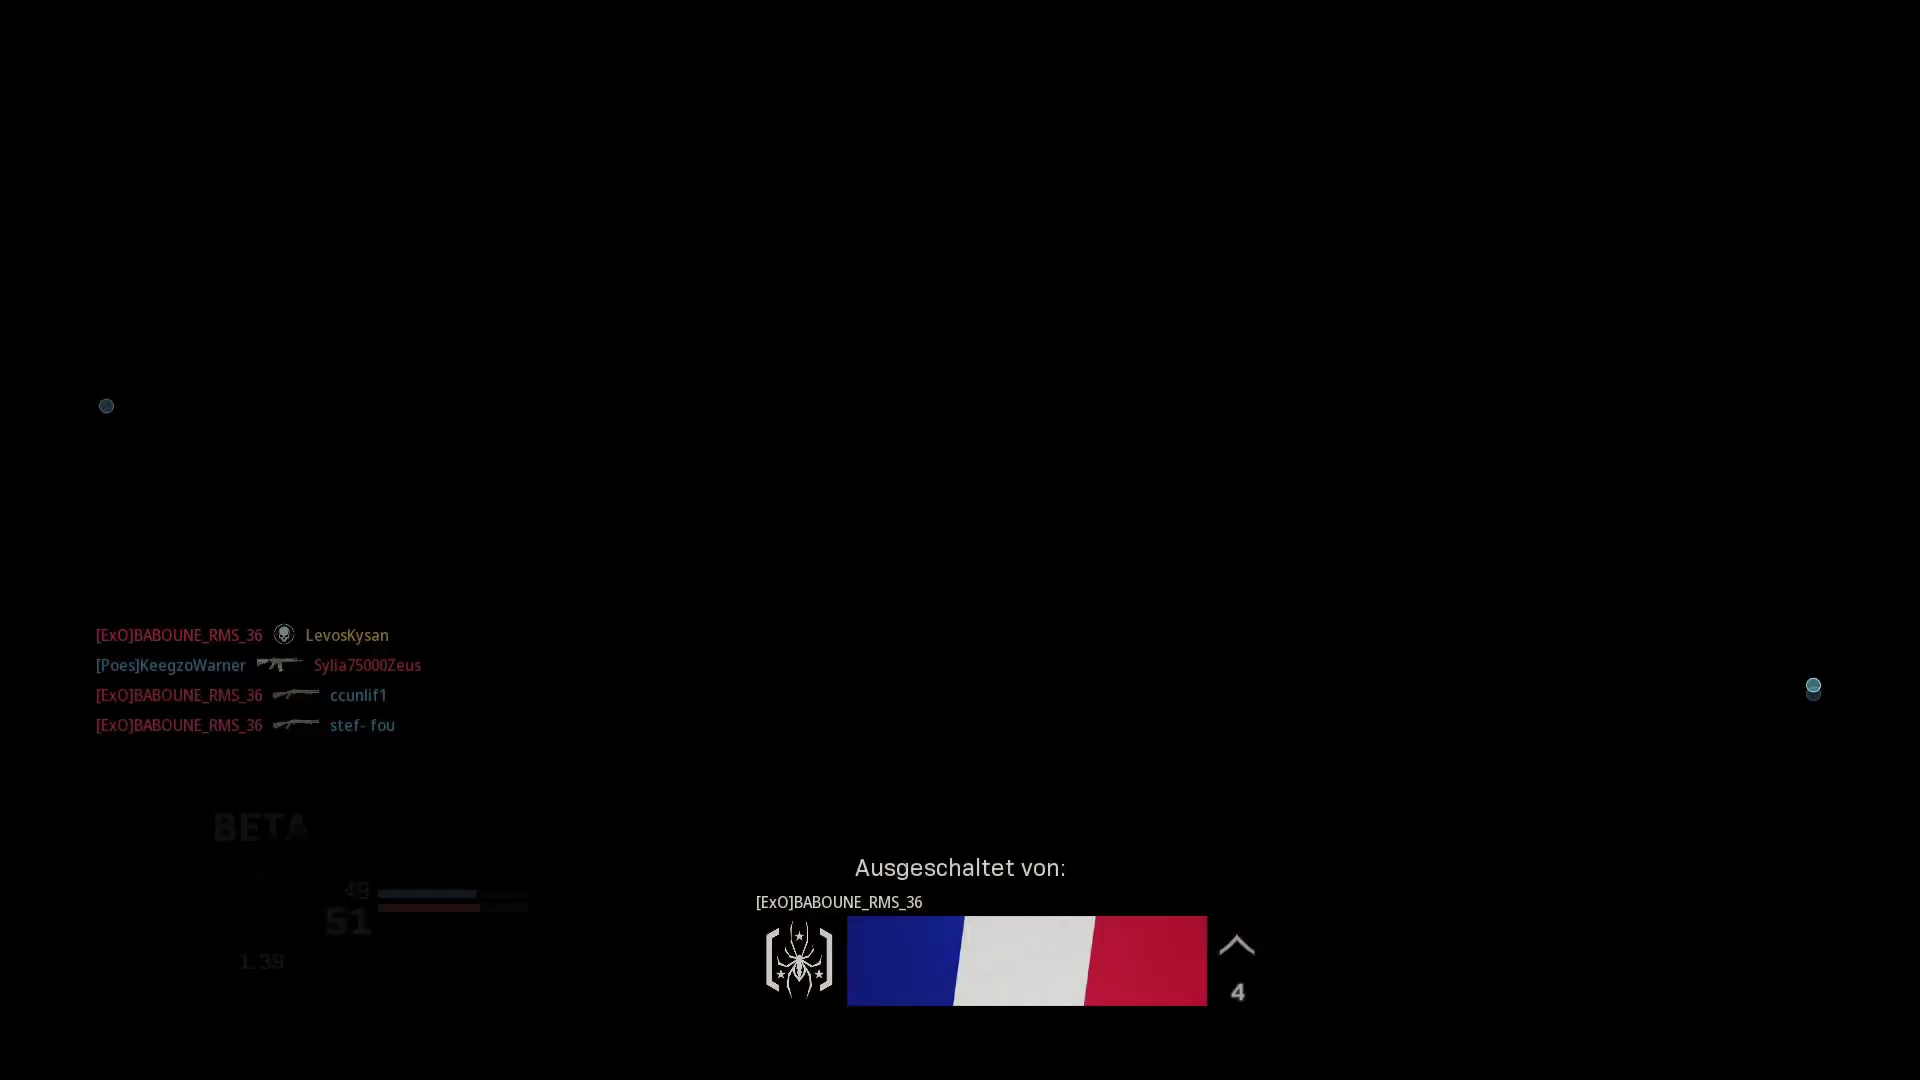 [ExO]BABOUNE_RMS_36 LevosKysan
[Poes]KeegzoWarner Sylla75000Zeus
[ExO]BABOUNE_RMS_36 ccunlif1
[ExO]BABOUNE_RMS_36 stef- fou
BETA
49
51
1:39
Ausgeschaltet von:
[ExO]BABOUNE_RMS_36
4